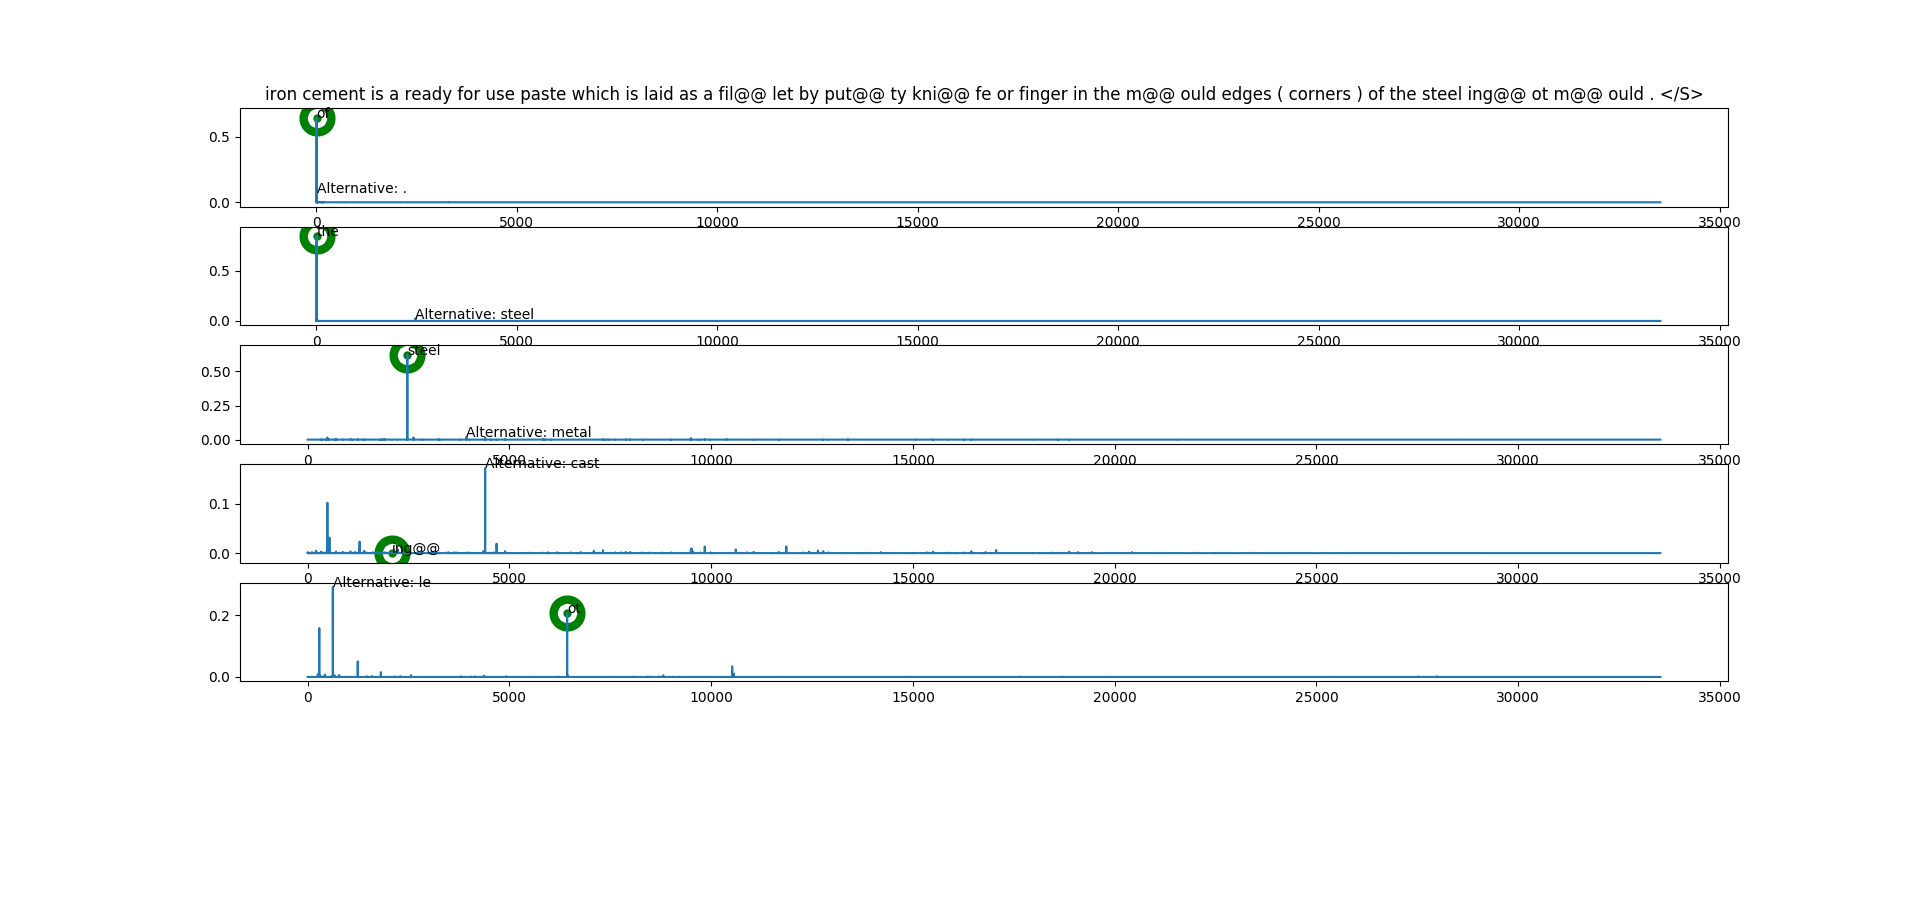 iron cement is a ready for use paste which is laid as a fil@@ let by put@@ ty kni@@ fe or finger in the m@@ ould edges ( corners ) of the steel ing@@ ot m@@ ould . </S>
of
0.5
Alternative: .
0.0
0 5000 10000 15000 20000 25000 30000 35000
the
0.5
Alternative: steel
0.0
0 5000 10000 15000 20000 25000 30000 35000
steel
0.50
0.25
Alternative: metal
0.00
0 5000 10000 15000 20000 25000 30000 35000
Alternative: cast
0.1
ing@@
0.0
0 5000 10000 15000 20000 25000 30000 35000
Alternative: le
ot
0.2
0.0
0 5000 10000 15000 20000 25000 30000 35000